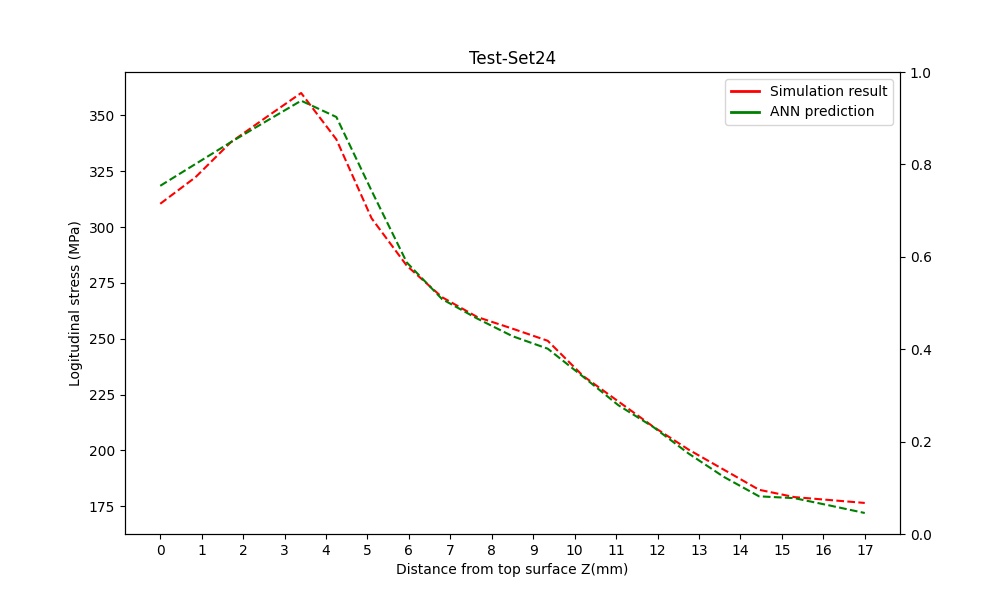 Test-Set24
Simulation result
ANN prediction
Logitudinal stress (MPa)
350
325
300
275
250
225
200
175
1.0
0.8
0.6
0.4
0.2
0.0
0 1 2 3 4 5 6 7 8 9 10 11 12 13 14 15 16 17
Distance from top surface Z(mm)